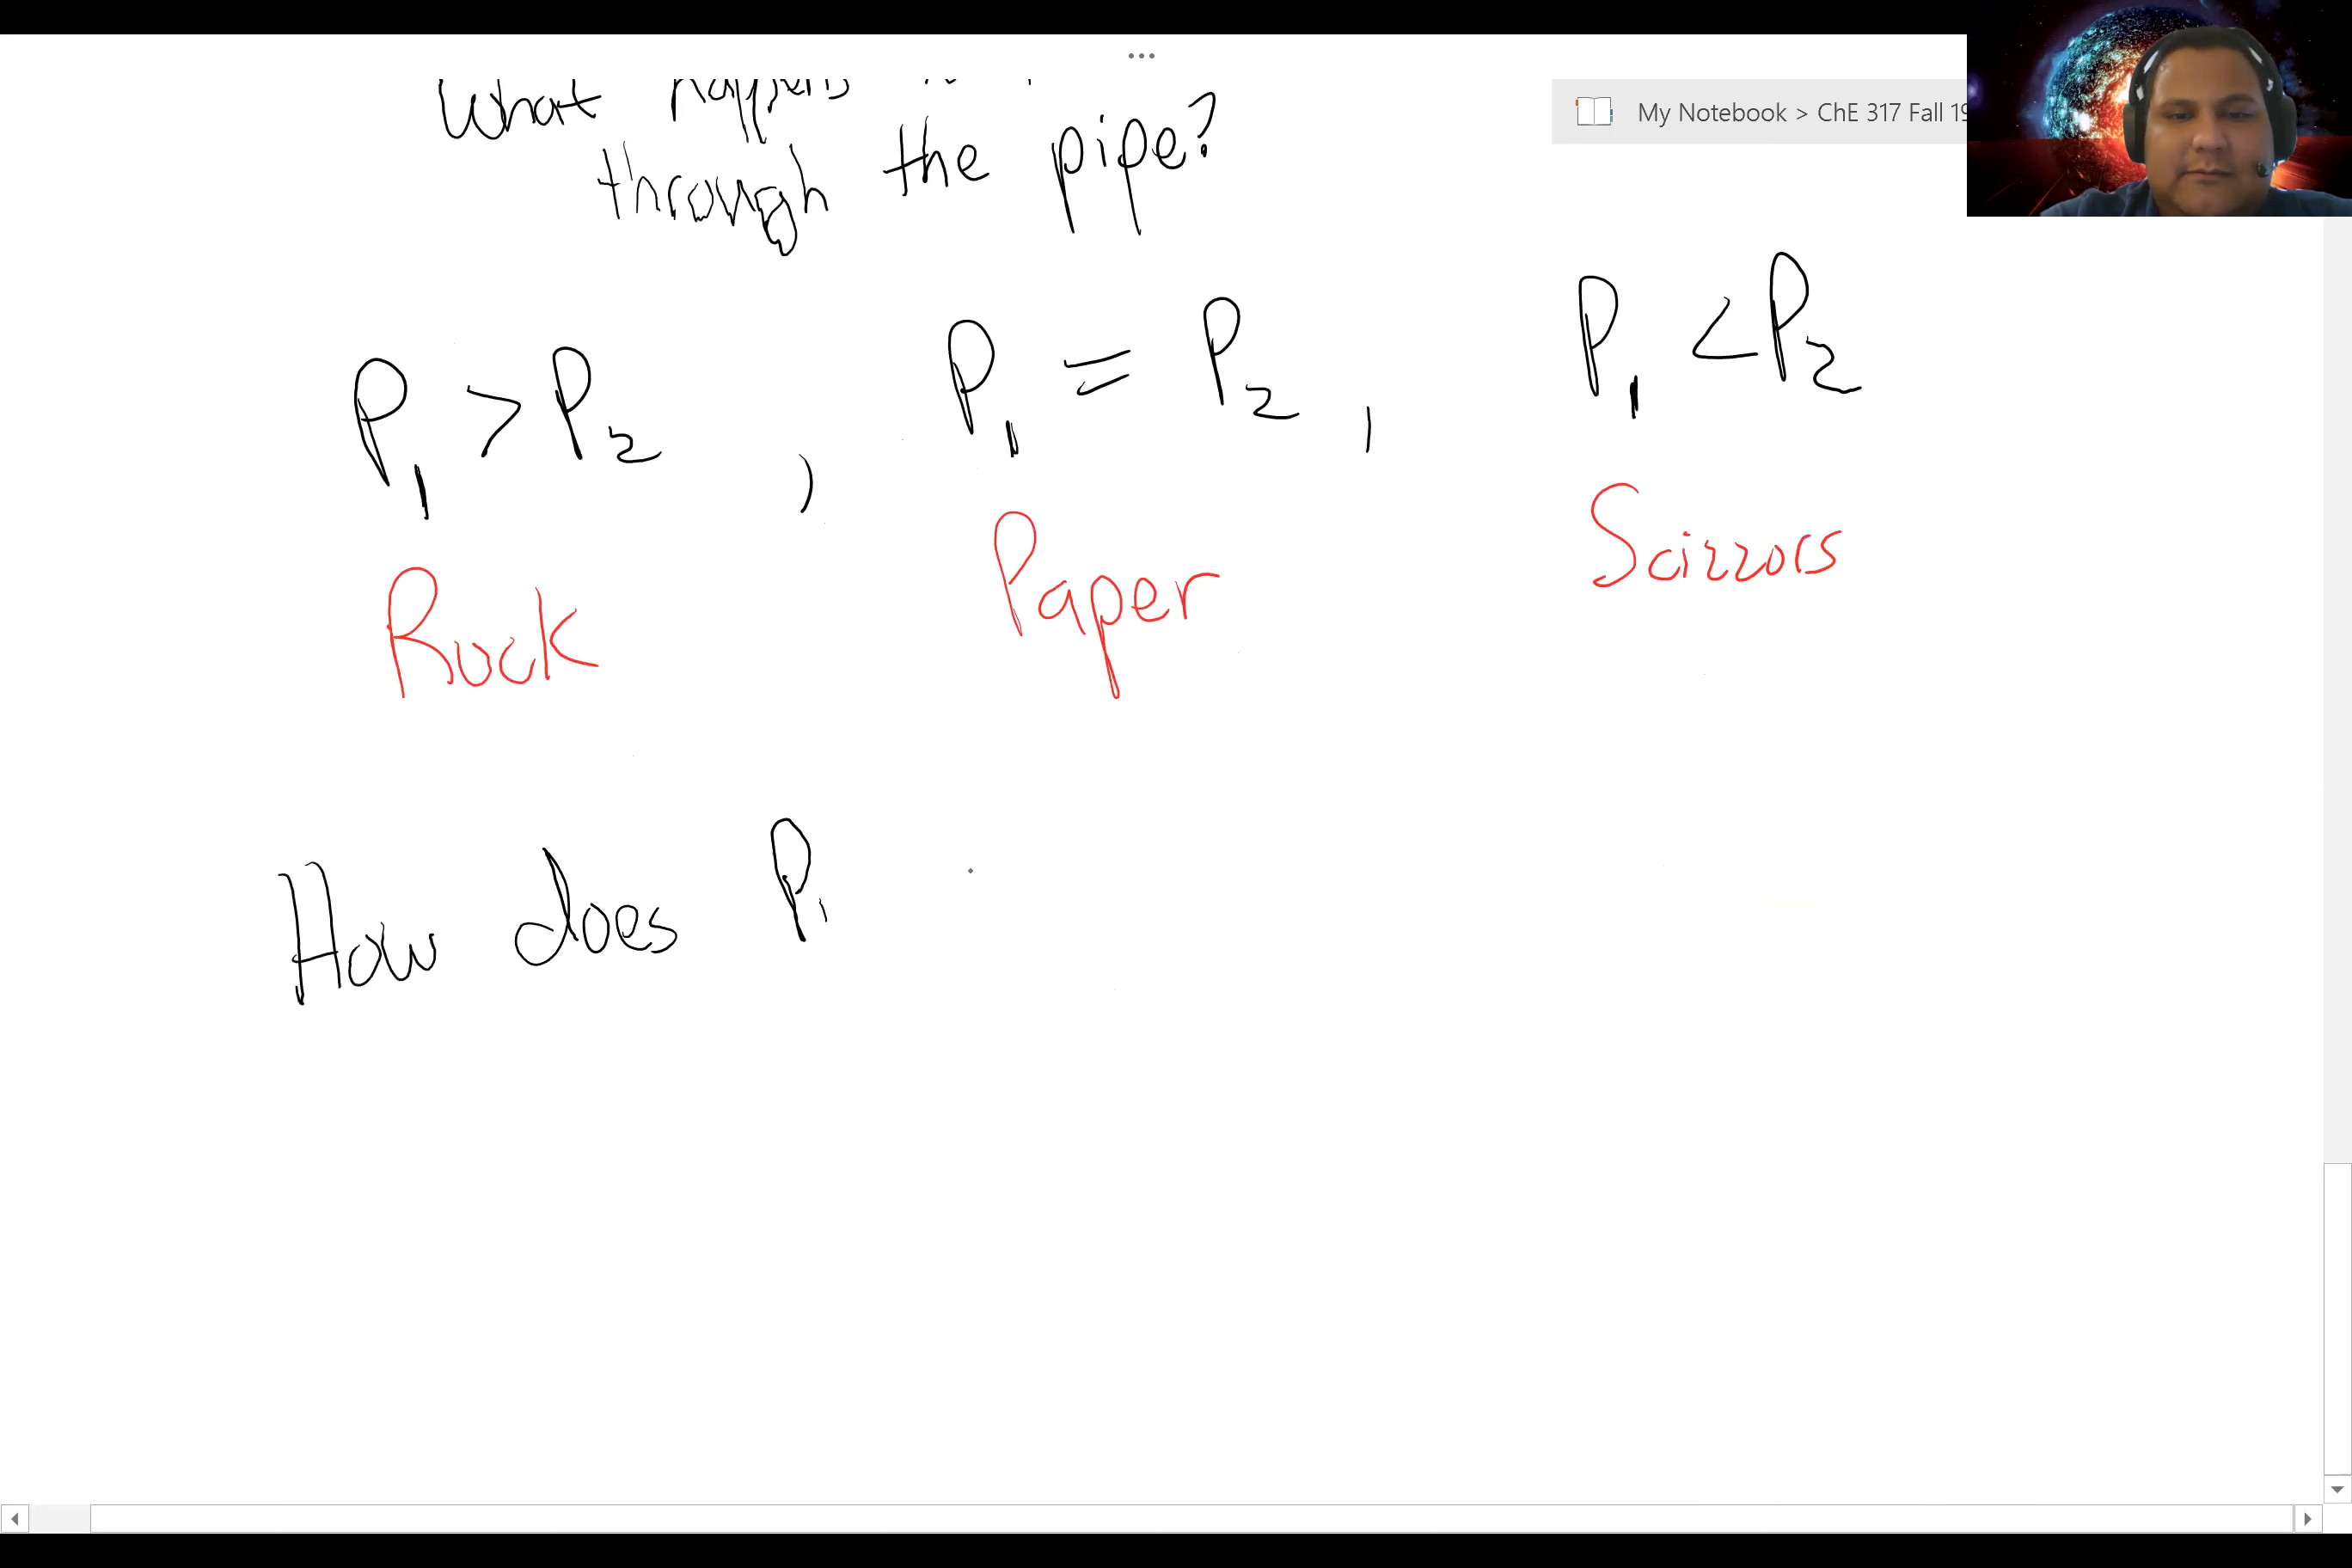 What happens
through the pipe?
My Notebook > ChE 317 Fall 19
P₁ > P₂ , P₁ = P₂ , P₁ < P₂
Rock Paper Scizzors
How does P₁